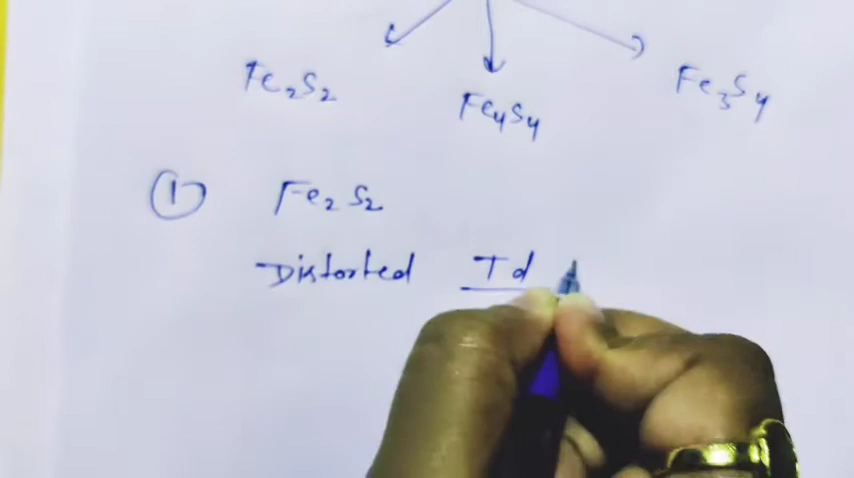 Fe₂S₂
Fe₄S₄
Fe₃S₄
① Fe₂S₂
Distorted Td